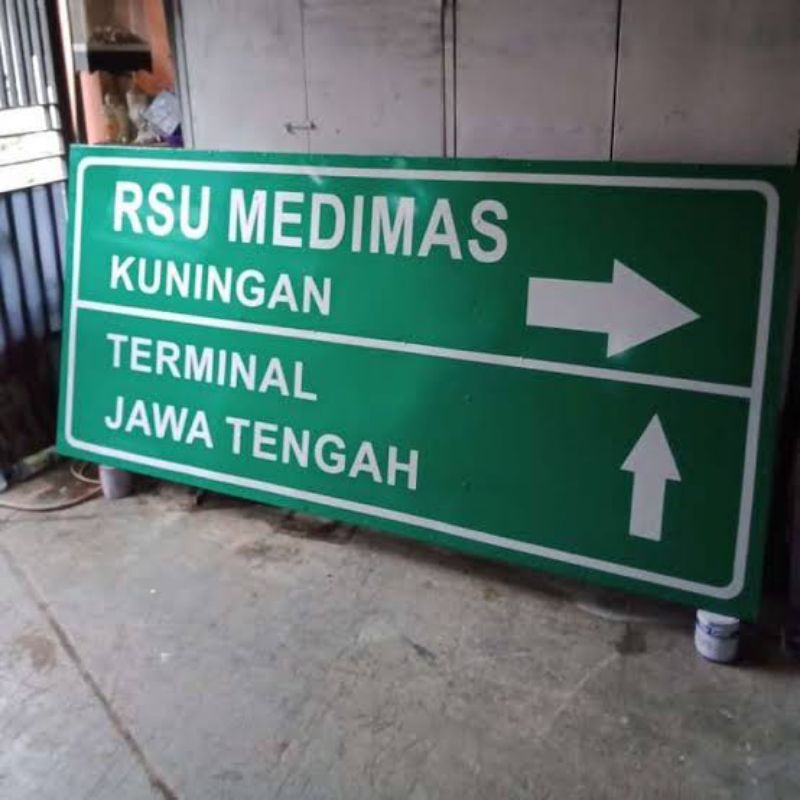 RSU MEDIMAS
KUNINGAN
TERMINAL
JAWA TENGAH